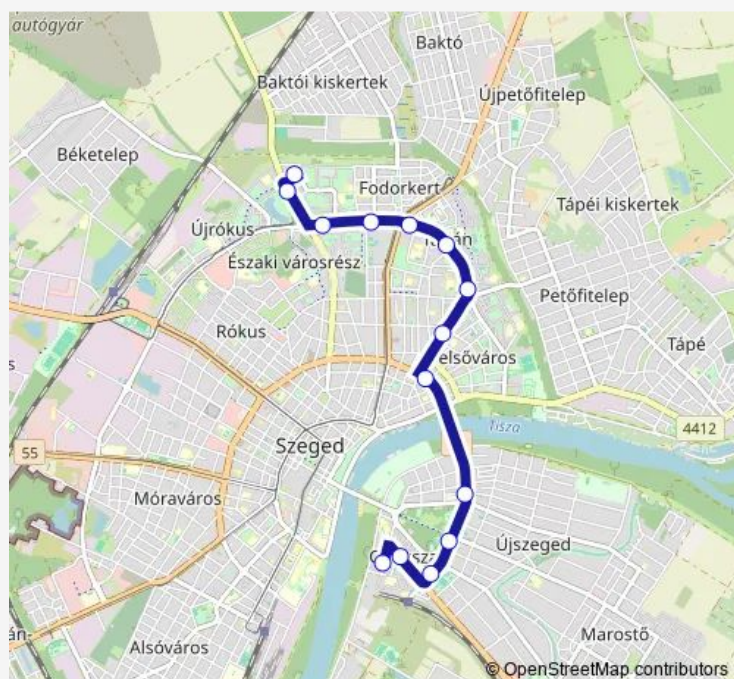 autógyár
Baktó
Baktói kiskertek
Újpetőfitelep
Béketelep
Fodorkert
Tápéi kiskertek
Újrókus
Északi városrész
Petőfitelep
Rókus
Tápé
elsőváros
Tisza
4412
Szeged
55
Móraváros
Újszeged
Alsóváros
Marostő
© OpenStreetMap contributors